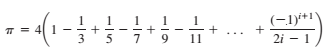 π = 4(1 - 1/3 + 1/5 - 1/7 + 1/9 - 1/11 + ... + (-1)^{i+1}/(2i - 1))